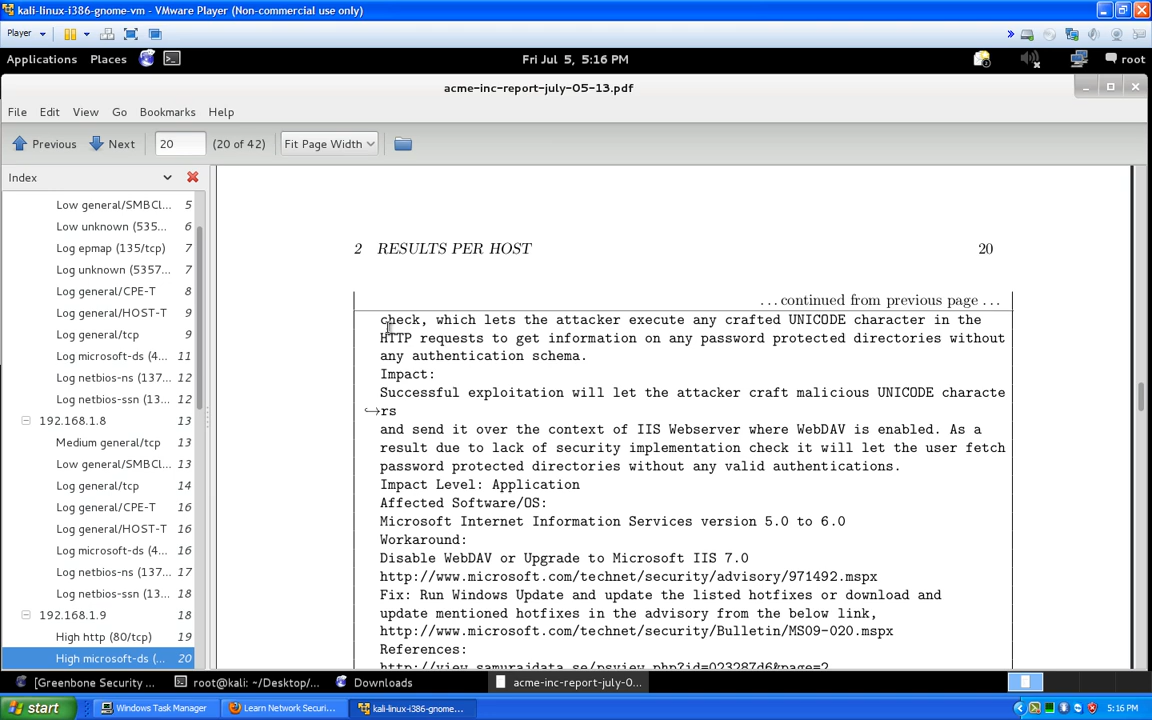 kali-linux-i386-gnome-vm - VMware Player (Non-commercial use only)
Player
Applications Places Fri Jul 5, 5:16 PM root
acme-inc-report-july-05-13.pdf
File Edit View Go Bookmarks Help
Previous Next 20 (20 of 42) Fit Page Width
Index
Low general/SMBCl... 5
Low unknown (535... 6
Log epmap (135/tcp) 7
Log unknown (5357... 7
Log general/CPE-T 8
Log general/HOST-T 9
Log general/tcp 9
Log microsoft-ds (4... 11
Log netbios-ns (137... 12
Log netbios-ssn (13... 12
192.168.1.8 13
Medium general/tcp 13
Low general/SMBCl... 13
Log general/tcp 14
Log general/CPE-T 16
Log general/HOST-T 16
Log microsoft-ds (4... 16
Log netbios-ns (137... 17
Log netbios-ssn (13... 18
192.168.1.9 18
High http (80/tcp) 19
High microsoft-ds (... 20
2 RESULTS PER HOST 20
...continued from previous page ...
check, which lets the attacker execute any crafted UNICODE character in the
HTTP requests to get information on any password protected directories without
any authentication schema.
Impact:
Successful exploitation will let the attacker craft malicious UNICODE characte
↪rs
and send it over the context of IIS Webserver where WebDAV is enabled. As a
result due to lack of security implementation check it will let the user fetch
password protected directories without any valid authentications.
Impact Level: Application
Affected Software/OS:
Microsoft Internet Information Services version 5.0 to 6.0
Workaround:
Disable WebDAV or Upgrade to Microsoft IIS 7.0
http://www.microsoft.com/technet/security/advisory/971492.mspx
Fix: Run Windows Update and update the listed hotfixes or download and
update mentioned hotfixes in the advisory from the below link,
http://www.microsoft.com/technet/security/Bulletin/MS09-020.mspx
References:
http://view.samurajdata.se/psview.php?id=023287d6&page=2
[Greenbone Security ... root@kali: ~/Desktop/... Downloads acme-inc-report-july-0...
start Windows Task Manager Learn Network Securi... kali-linux-i386-gnome... 5:16 PM